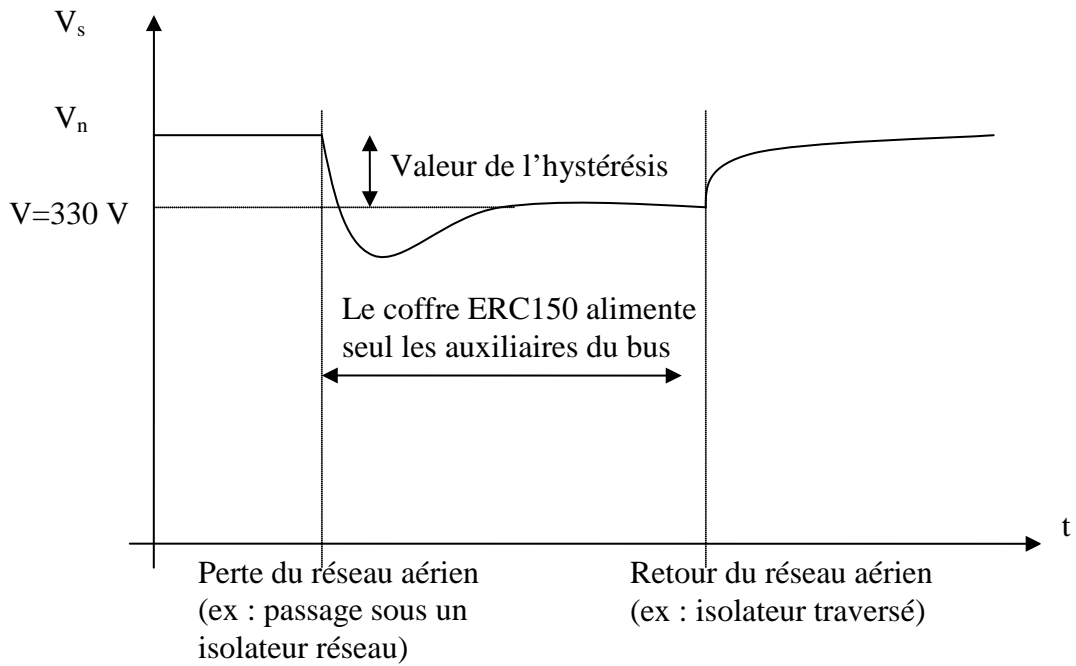 Vs
Vn
Valeur de l’hystérésis
V=330 V
Le coffre ERC150 alimente
seul les auxiliaires du bus
t
Perte du réseau aérien
(ex : passage sous un
isolateur réseau)
Retour du réseau aérien
(ex : isolateur traversé)